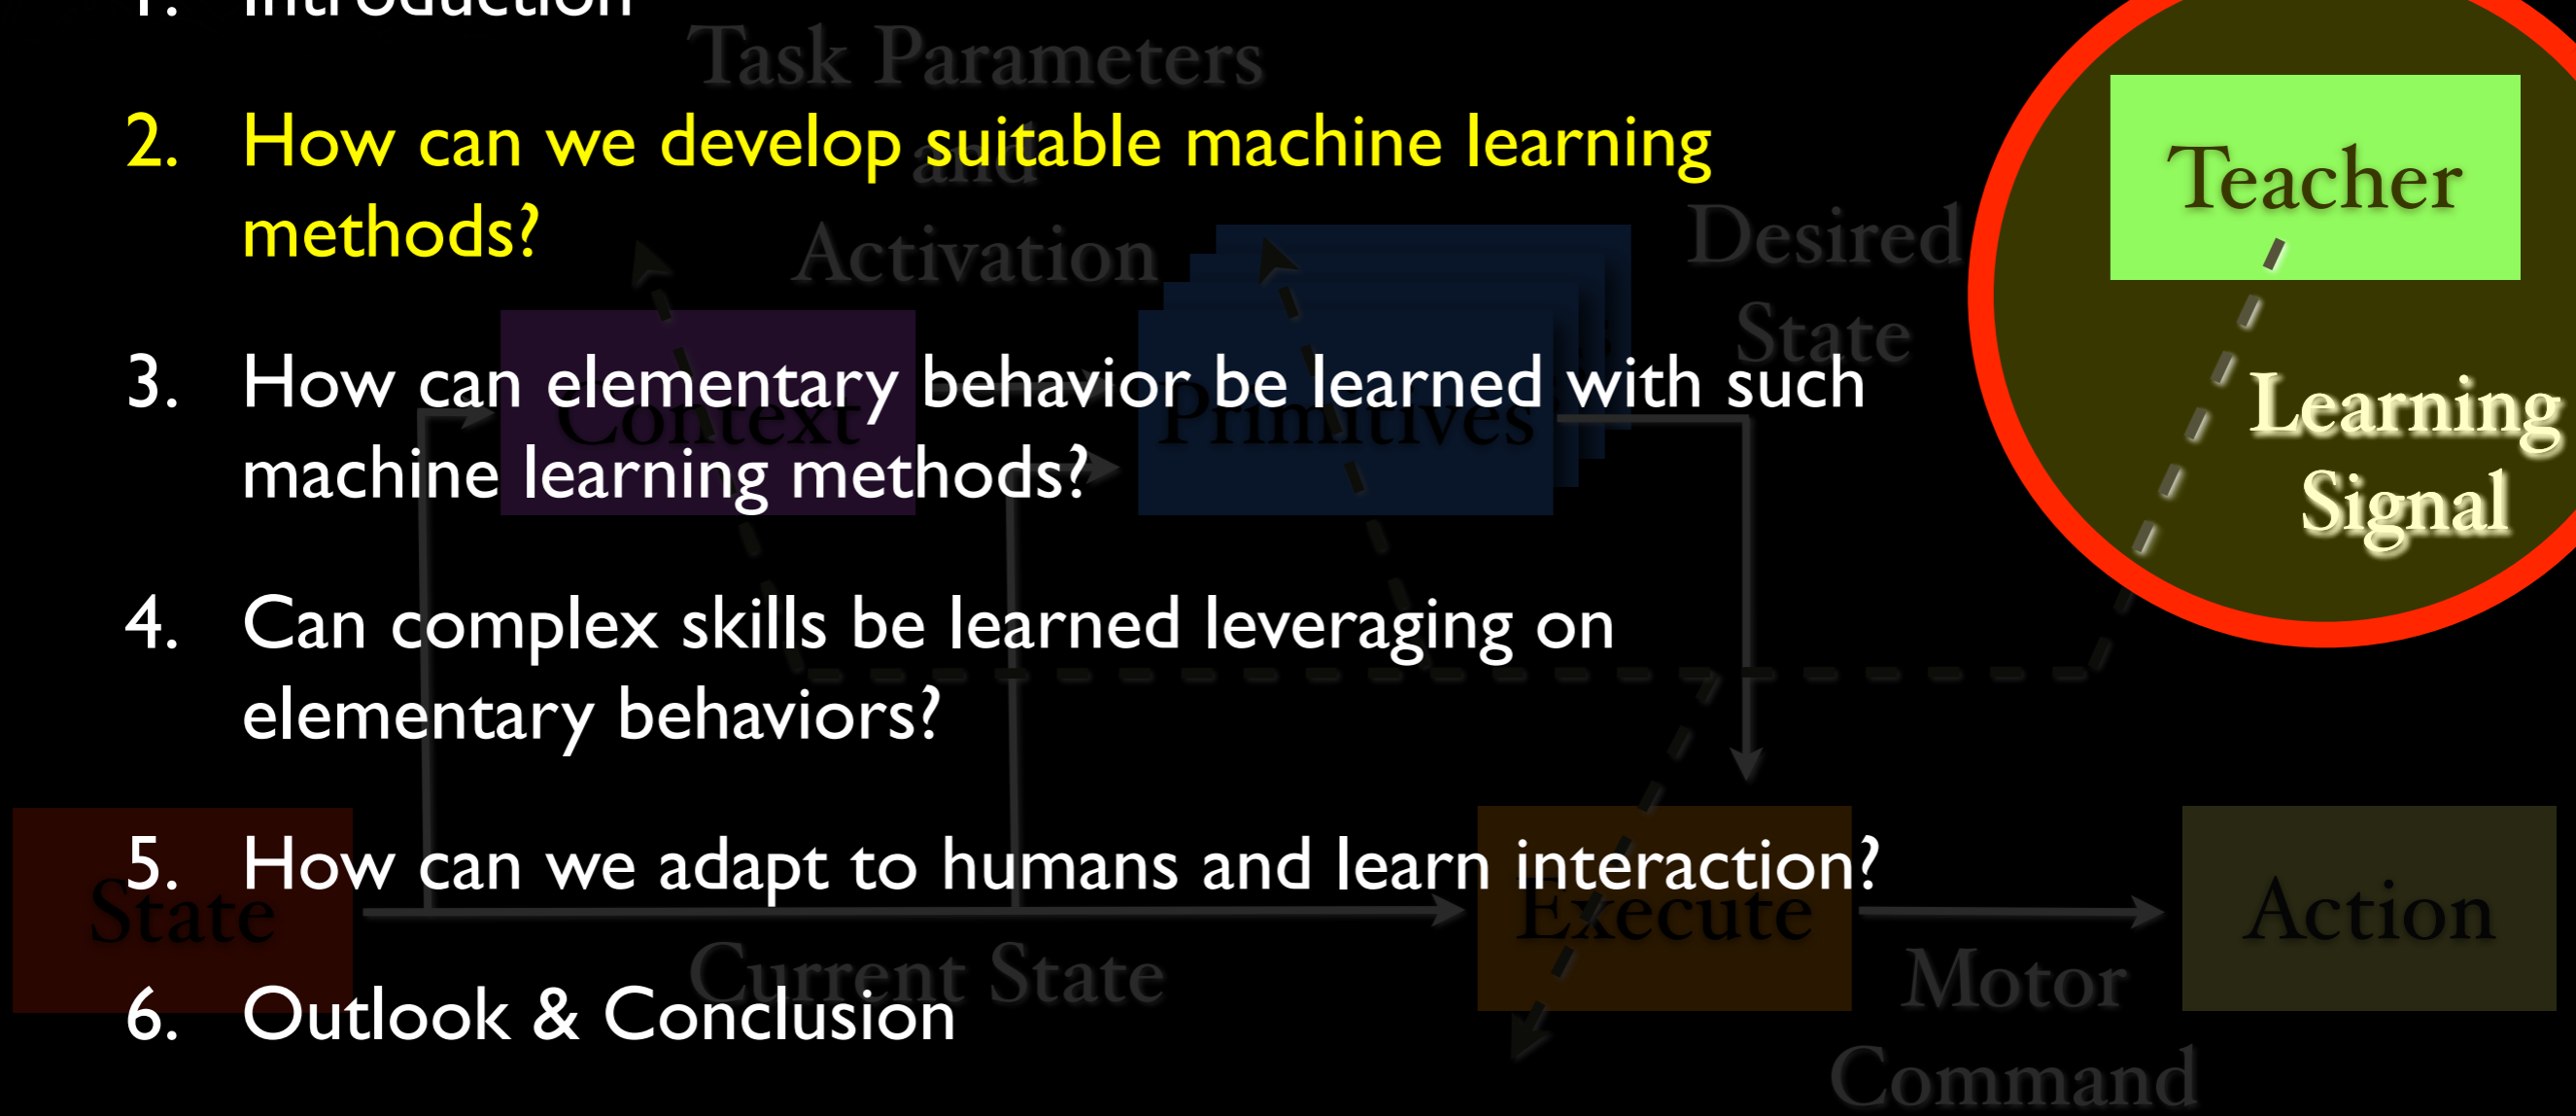 1. Introduction
2. How can we develop suitable machine learning
methods?
3. How can elementary behavior be learned with such
machine learning methods?
4. Can complex skills be learned leveraging on
elementary behaviors?
5. How can we adapt to humans and learn interaction?
6. Outlook & Conclusion
Task Parameters
and
Activation
Desired
State
Teacher
Learning
Signal
Context
Primitives
State
Current State
Execute
Motor
Command
Action